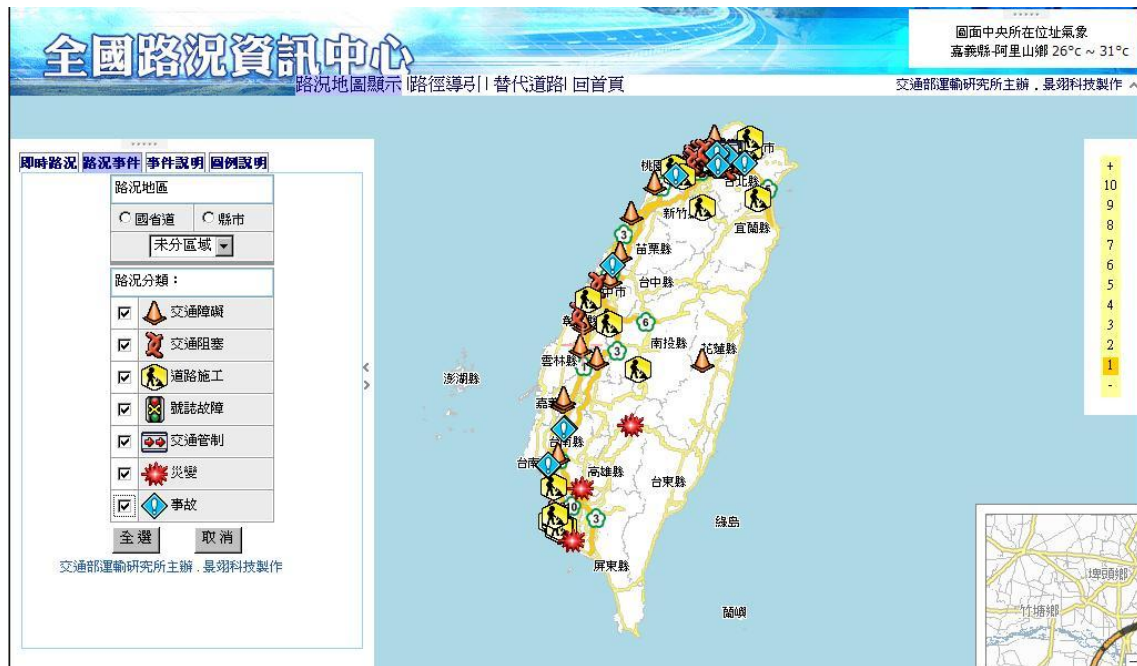 全國路況資訊中心
圖面中央所在位址氣象
嘉義縣-阿里山鄉 26°c ~ 31°c
路況地圖顯示 |路徑導引| 替代道路| 回首頁
交通部運輸研究所主辦．景翊科技製作
即時路況 路況事件 事件說明 圖例說明
路況地區
國省道 縣市
未分區域
路況分類：
交通障礙
交通阻塞
道路施工
號誌故障
交通管制
災變
事故
全選 取消
交通部運輸研究所主辦．景翊科技製作
+
10
9
8
7
6
5
4
3
2
1
-
市
桃園
台北縣
新竹
宜蘭縣
3
苗栗縣
台中縣
中市
6
南投縣
花蓮縣
雲林縣
3
1
澎湖縣
嘉義
台南縣
台南
高雄縣
台東縣
10
3
綠島
屏東縣
蘭嶼
埤頭鄉
竹塘鄉